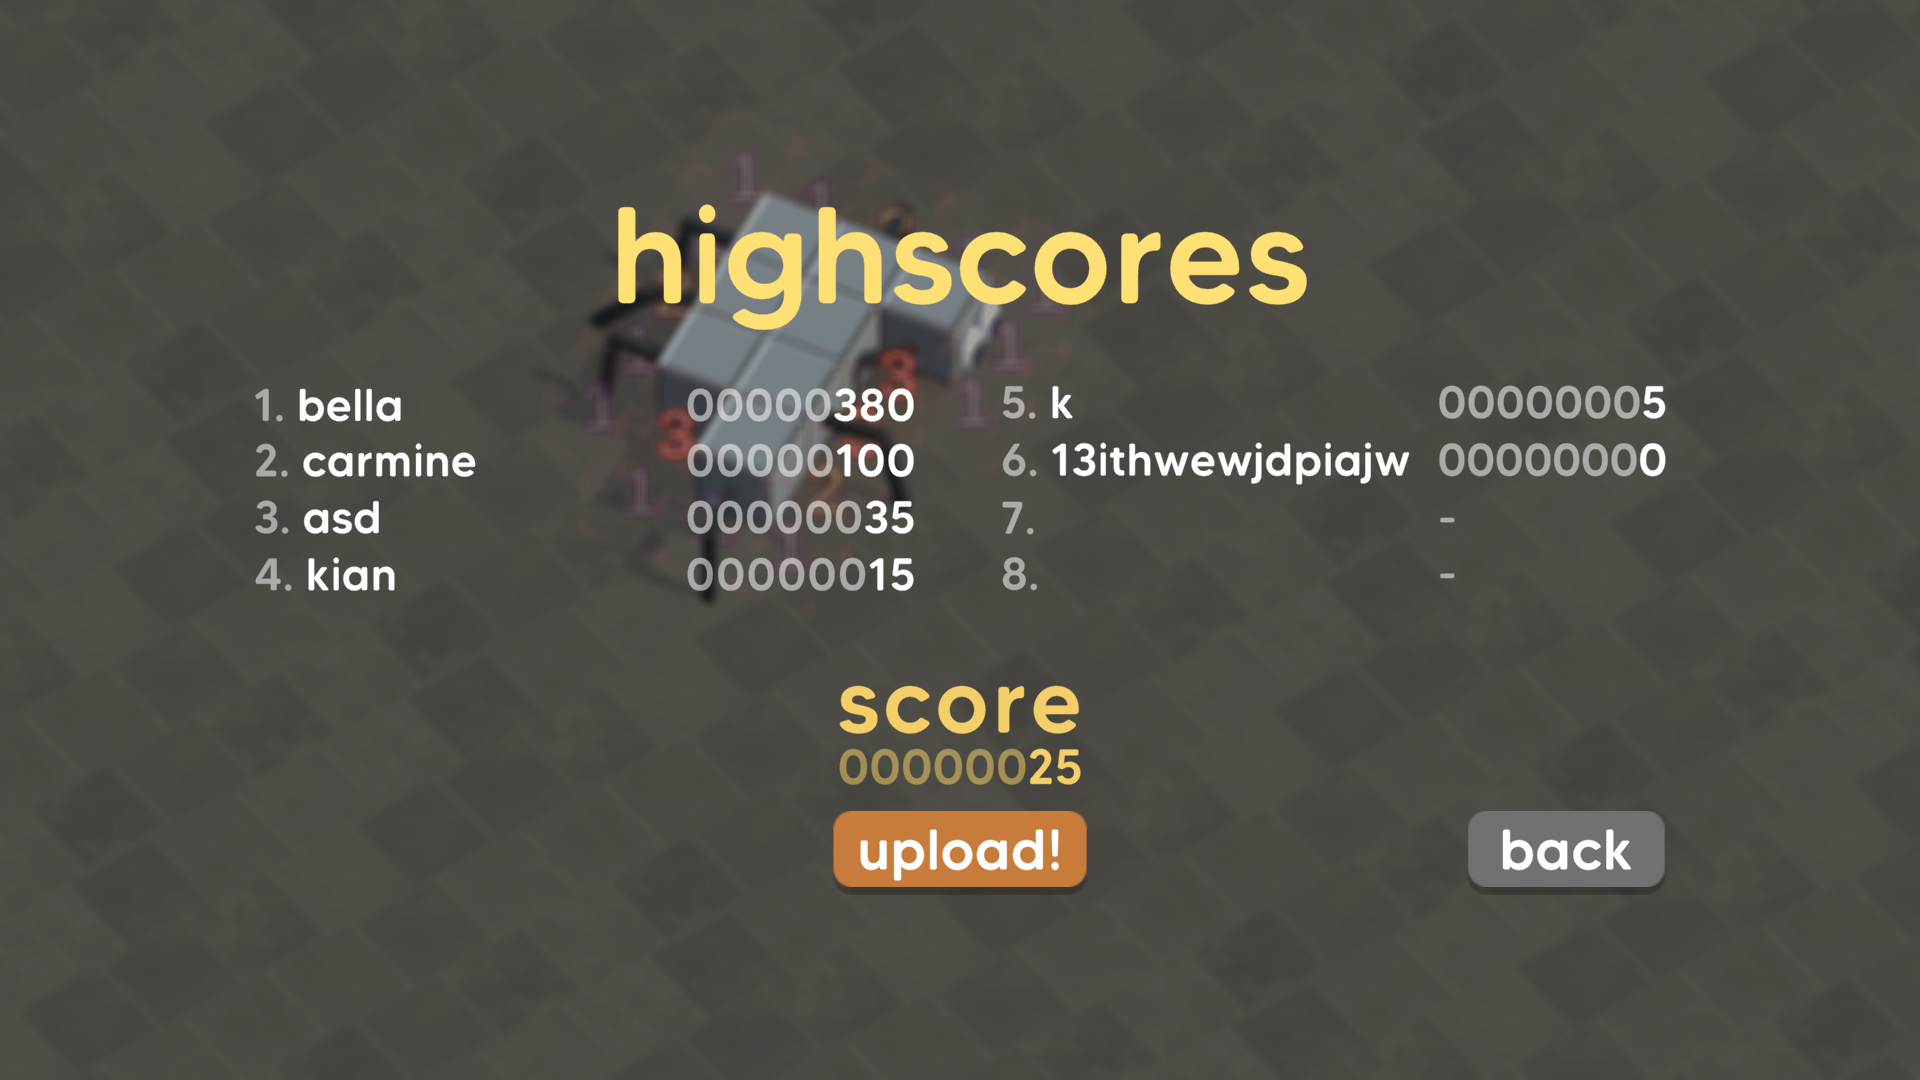 highscores
1. bella 00000380
2. carmine 00000100
3. asd 00000035
4. kian 00000015
5. k 00000005
6. 13ithwewjdpiajw 00000000
7. -
8. -
score
00000025
upload!
back